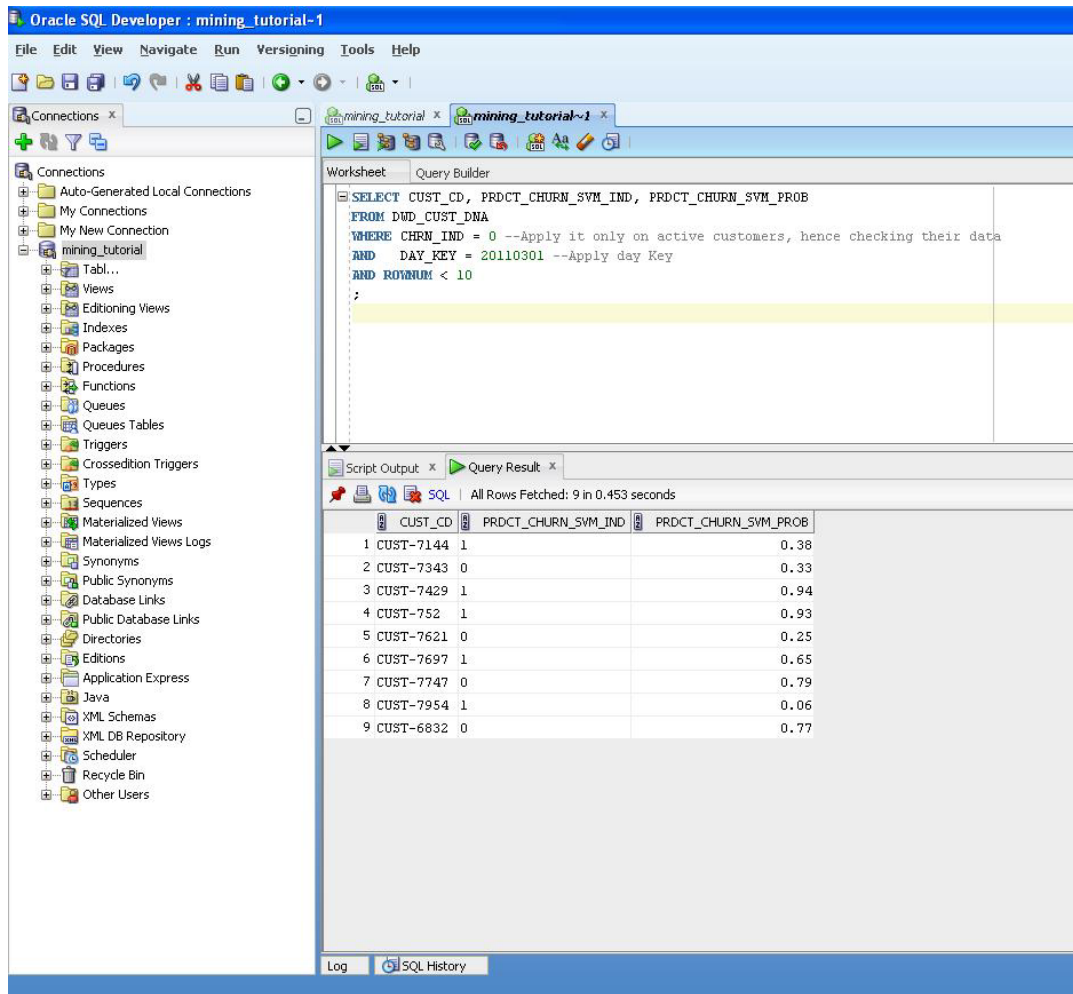 Oracle SQL Developer : mining_tutorial~1
File Edit View Navigate Run Versioning Tools Help
Connections x
Connections
Auto-Generated Local Connections
My Connections
My New Connection
mining_tutorial
Tabl...
Views
Editioning Views
Indexes
Packages
Procedures
Functions
Queues
Queues Tables
Triggers
Crossedition Triggers
Types
Sequences
Materialized Views
Materialized Views Logs
Synonyms
Public Synonyms
Database Links
Public Database Links
Directories
Editions
Application Express
Java
XML Schemas
XML DB Repository
Scheduler
Recycle Bin
Other Users
mining_tutorial x mining_tutorial~1 x
Worksheet Query Builder
SELECT CUST_CD, PRDCT_CHURN_SVM_IND, PRDCT_CHURN_SVM_PROB
FROM DWD_CUST_DNA
WHERE CHRN_IND = 0 --Apply it only on active customers, hence checking their data
AND DAY_KEY = 20110301 --Apply day Key
AND ROWNUM < 10
;
Script Output x Query Result x
SQL | All Rows Fetched: 9 in 0.453 seconds
CUST_CD PRDCT_CHURN_SVM_IND PRDCT_CHURN_SVM_PROB
1 CUST-7144 1 0.38
2 CUST-7343 0 0.33
3 CUST-7429 1 0.94
4 CUST-752 1 0.93
5 CUST-7621 0 0.25
6 CUST-7697 1 0.65
7 CUST-7747 0 0.79
8 CUST-7954 1 0.06
9 CUST-6832 0 0.77
Log SQL History